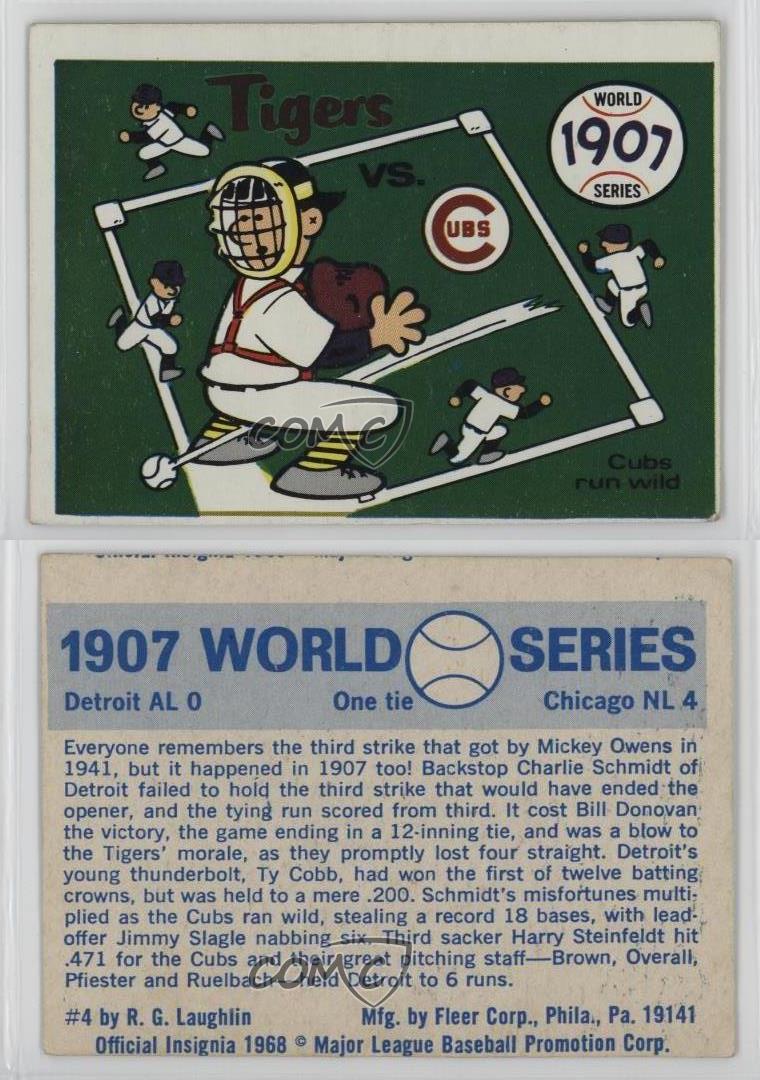 Tigers
VS.
CUBS
WORLD
1907
SERIES
Cubs
run wild
COMC
1907 WORLD SERIES
Detroit AL 0 One tie Chicago NL 4
Everyone remembers the third strike that got by Mickey Owens in
1941, but it happened in 1907 too! Backstop Charlie Schmidt of
Detroit failed to hold the third strike that would have ended the
opener, and the tying run scored from third. It cost Bill Donovan
the victory, the game ending in a 12-inning tie, and was a blow to
the Tigers' morale, as they promptly lost four straight. Detroit's
young thunderbolt, Ty Cobb, had won the first of twelve batting
crowns, but was held to a mere .200. Schmidt's misfortunes multi-
plied as the Cubs ran wild, stealing a record 18 bases, with lead-
offer Jimmy Slagle nabbing six. Third sacker Harry Steinfeldt hit
.471 for the Cubs and their great pitching staff—Brown, Overall,
Pfiester and Ruelbach—held Detroit to 6 runs.
COMC
#4 by R. G. Laughlin Mfg. by Fleer Corp., Phila., Pa. 19141
Official Insignia 1968 © Major League Baseball Promotion Corp.